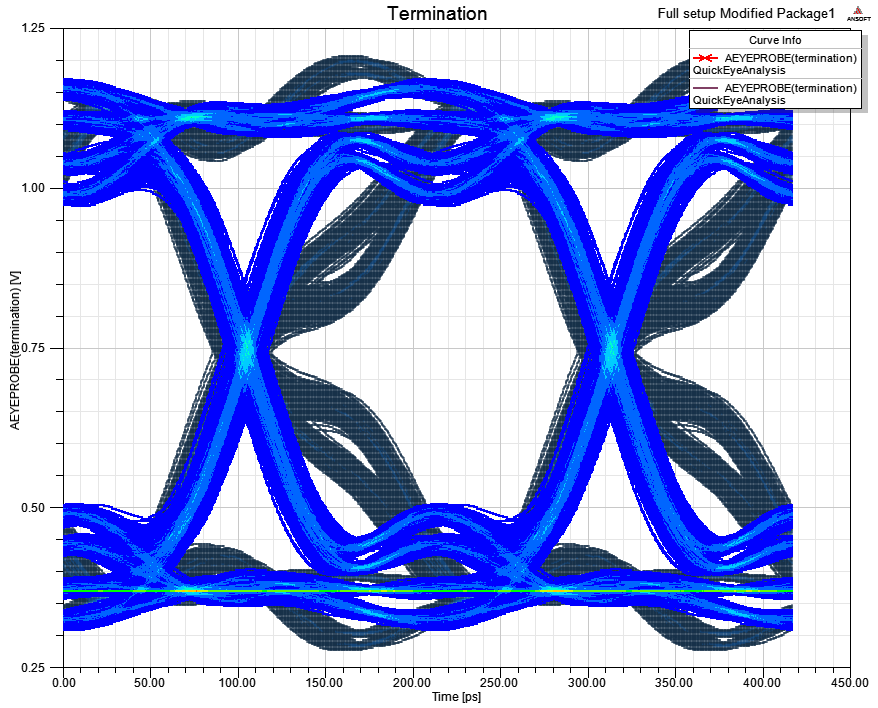 Termination
Full setup Modified Package1
ANSOFT
Curve Info
AEYEPROBE(termination)
QuickEyeAnalysis
AEYEPROBE(termination)
QuickEyeAnalysis
1.25
1.00
0.75
0.50
0.25
AEYEPROBE(termination) [V]
0.00 50.00 100.00 150.00 200.00 250.00 300.00 350.00 400.00 450.00
Time [ps]